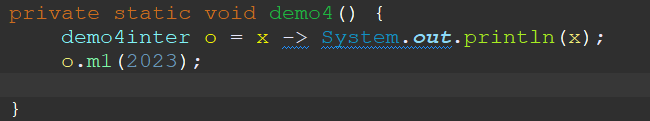 private static void demo4() {
demo4inter o = x -> System.out.println(x);
o.m1(2023);
}